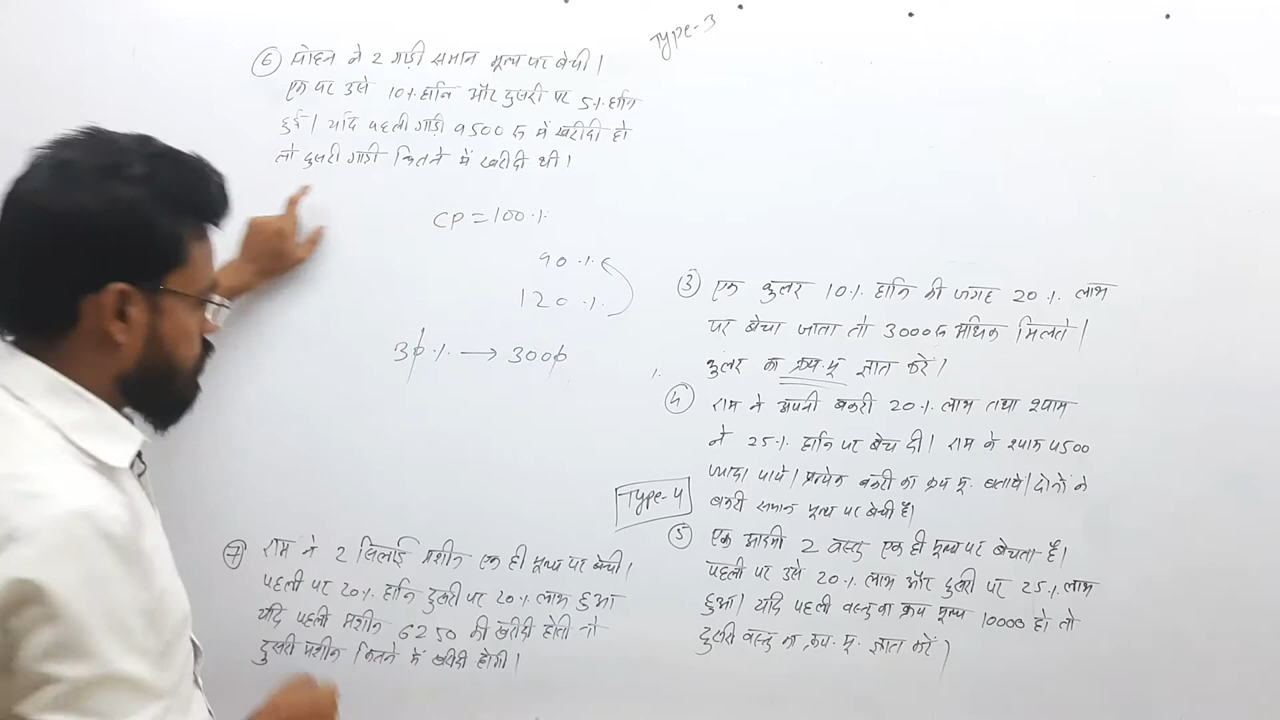 Type-3
⑥ मोहन ने 2 गाड़ी समान मूल्य पर बेची।
एक पर उसे 10% हानि और दुसरी पर 5% हानि
हुई। यदि पहली गाड़ी 9500 रू में खरीदी हो
तो दुसरी गाड़ी कितने में खरीदी थी।
CP = 100%
90%
120%
30% → 3000
③ एक कुलर 10% हानि की जगह 20% लाभ
पर बेचा जाता तो 3000रू अधिक मिलते।
कुलर का क्रय-मू ज्ञात करें।
④ राम ने अपनी बकरी 20% लाभ तथा श्याम
ने 25% हानि पर बेच दी। राम ने श्याम 4500
ज्यादा पाये। प्रत्येक बकरी का क्रय मू. बताये। दोनों ने
बकरी समान मूल्य पर बेची है।
Type-4
⑤ एक आदमी 2 वस्तु एक ही मूल्य पर बेचता है।
पहली पर उसे 20% लाभ और दुसरी पर 25% लाभ
हुआ। यदि पहली वस्तु का क्रय मूल्य 10000 हो तो
दुसरी वस्तु का क्रय. मू. ज्ञात करें।
⑦ राम ने 2 सिलाई मशीन एक ही मूल्य पर बेची।
पहली पर 20% हानि दुसरी पर 20% लाभ हुआ
यदि पहली मशीन 6250 की खरीदी होती तो
दुसरी मशीन कितने में खरीदी होगी।